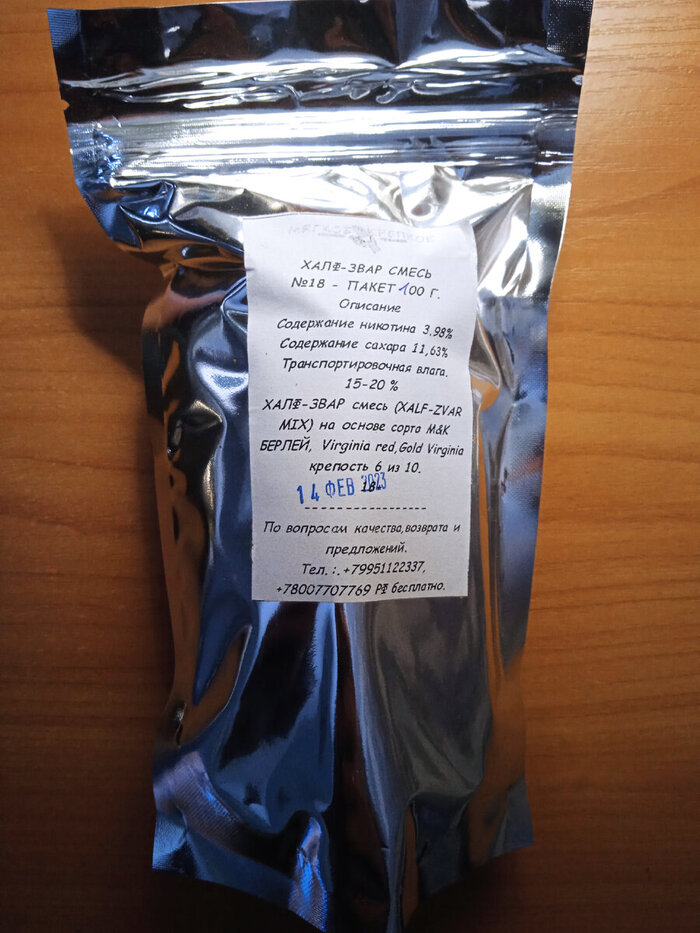 МЯГКОЕ КРЕПКОЕ
ХАЛФ-ЗВАР СМЕСЬ
№18 - ПАКЕТ 100 Г.
Описание
Содержание никотина 3,98%
Содержание сахара 11,63%
Транспортировочная влага.
15-20 %
ХАЛФ-ЗВАР смесь (XALF-ZVAR
MIX) на основе сорта M&K
БЕРЛЕЙ, Virginia red,Gold Virginia
крепость 6 из 10.
14 ФЕВ 2023
По вопросам качества,возврата и
предложений.
Тел. :. +79951122337,
+78007707769 РФ бесплатно.